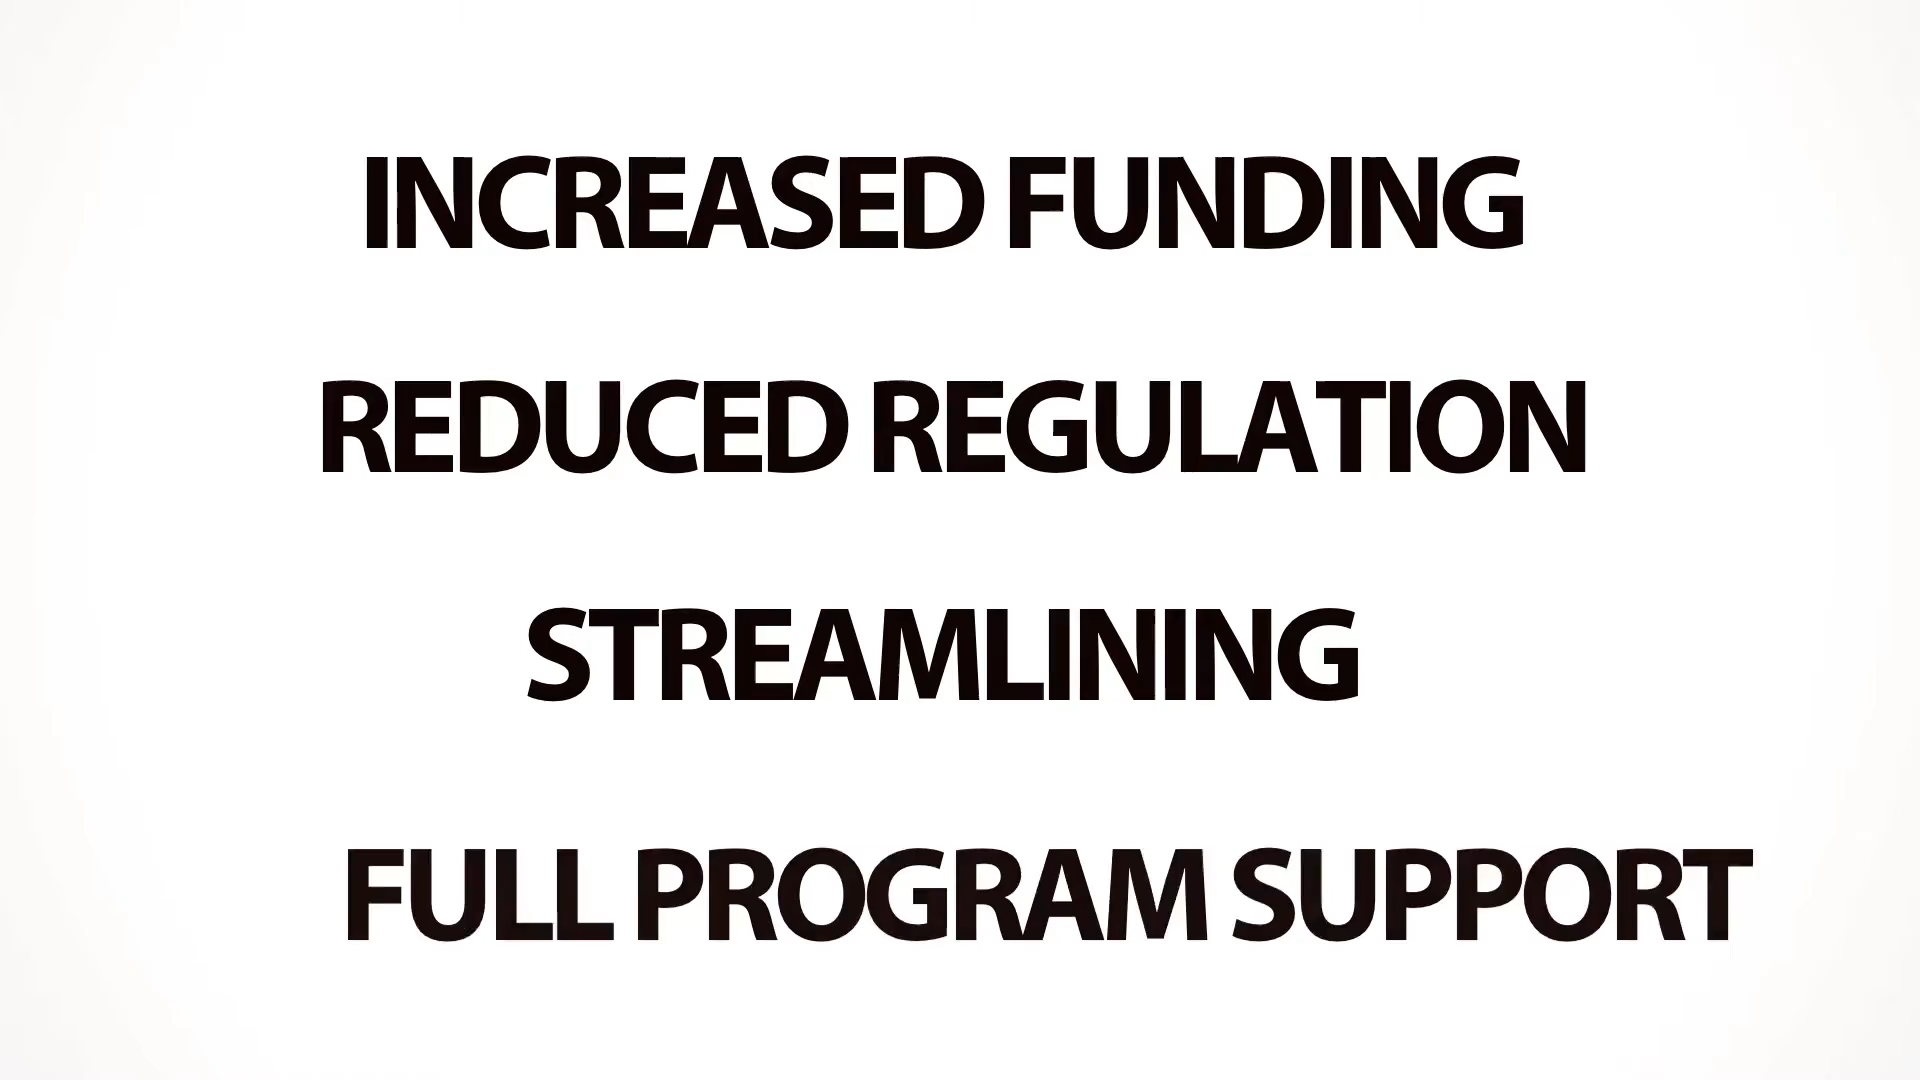 INCREASED FUNDING
REDUCED REGULATION
STREAMLINING
FULL PROGRAM SUPPORT